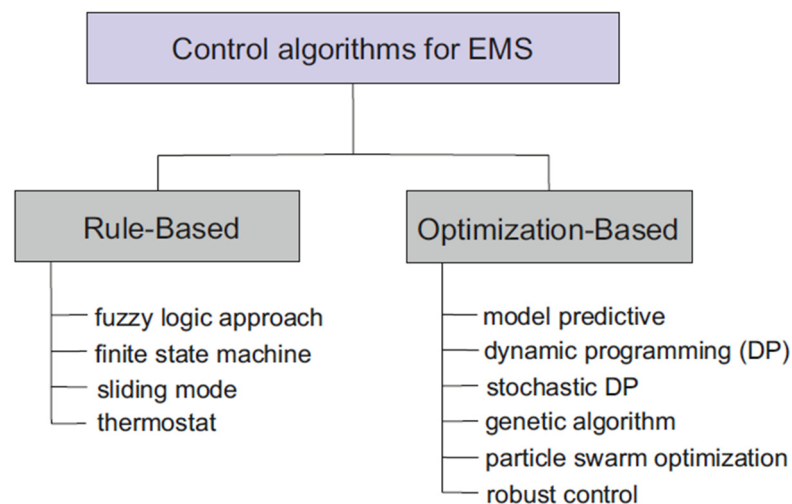 Control algorithms for EMS
Rule-Based
fuzzy logic approach
finite state machine
sliding mode
thermostat
Optimization-Based
model predictive
dynamic programming (DP)
stochastic DP
genetic algorithm
particle swarm optimization
robust control